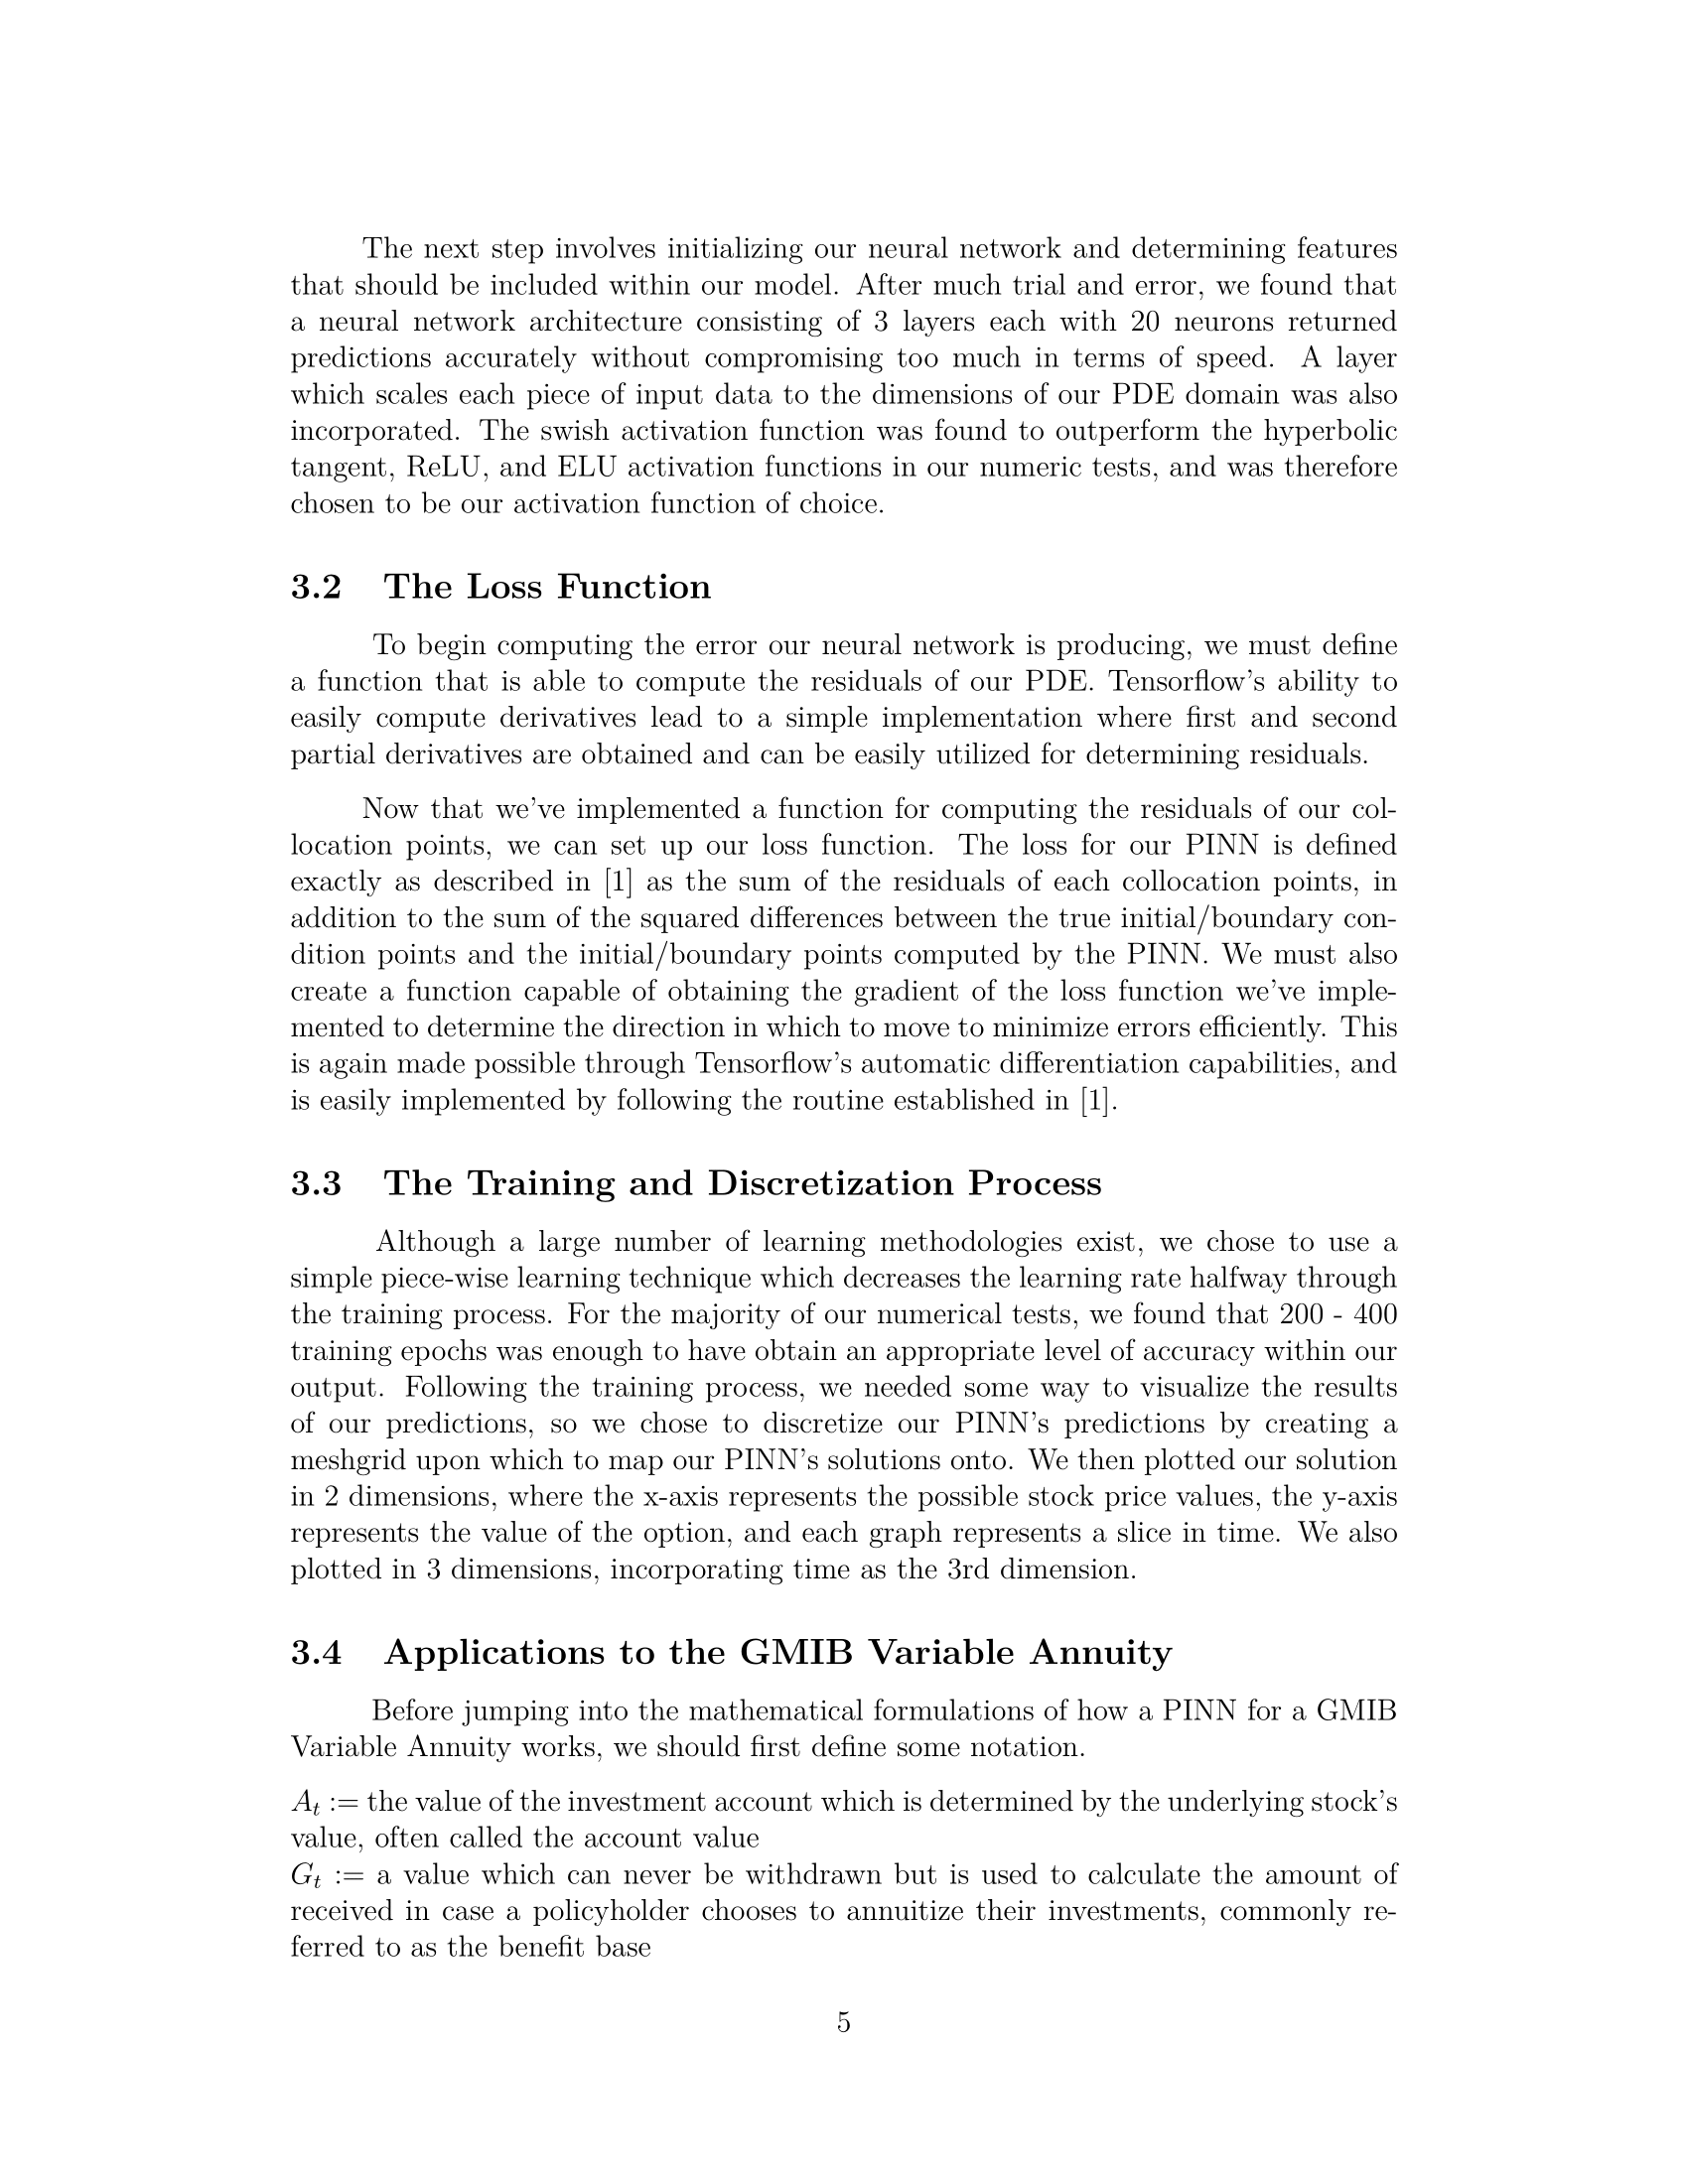 The next step involves initializing our neural network and determining features
that should be included within our model. After much trial and error, we found that
a neural network architecture consisting of 3 layers each with 20 neurons returned
predictions accurately without compromising too much in terms of speed. A layer
which scales each piece of input data to the dimensions of our PDE domain was also
incorporated. The swish activation function was found to outperform the hyperbolic
tangent, ReLU, and ELU activation functions in our numeric tests, and was therefore
chosen to be our activation function of choice.
3.2 The Loss Function
To begin computing the error our neural network is producing, we must define
a function that is able to compute the residuals of our PDE. Tensorflow's ability to
easily compute derivatives lead to a simple implementation where first and second
partial derivatives are obtained and can be easily utilized for determining residuals.
Now that we've implemented a function for computing the residuals of our col-
location points, we can set up our loss function. The loss for our PINN is defined
exactly as described in [1] as the sum of the residuals of each collocation points, in
addition to the sum of the squared differences between the true initial/boundary con-
dition points and the initial/boundary points computed by the PINN. We must also
create a function capable of obtaining the gradient of the loss function we've imple-
mented to determine the direction in which to move to minimize errors efficiently. This
is again made possible through Tensorflow's automatic differentiation capabilities, and
is easily implemented by following the routine established in [1].
3.3 The Training and Discretization Process
Although a large number of learning methodologies exist, we chose to use a
simple piece-wise learning technique which decreases the learning rate halfway through
the training process. For the majority of our numerical tests, we found that 200 - 400
training epochs was enough to have obtain an appropriate level of accuracy within our
output. Following the training process, we needed some way to visualize the results
of our predictions, so we chose to discretize our PINN's predictions by creating a
meshgrid upon which to map our PINN's solutions onto. We then plotted our solution
in 2 dimensions, where the x-axis represents the possible stock price values, the y-axis
represents the value of the option, and each graph represents a slice in time. We also
plotted in 3 dimensions, incorporating time as the 3rd dimension.
3.4 Applications to the GMIB Variable Annuity
Before jumping into the mathematical formulations of how a PINN for a GMIB
Variable Annuity works, we should first define some notation.
A_t := the value of the investment account which is determined by the underlying stock's
value, often called the account value
G_t := a value which can never be withdrawn but is used to calculate the amount of
received in case a policyholder chooses to annuitize their investments, commonly re-
ferred to as the benefit base
5